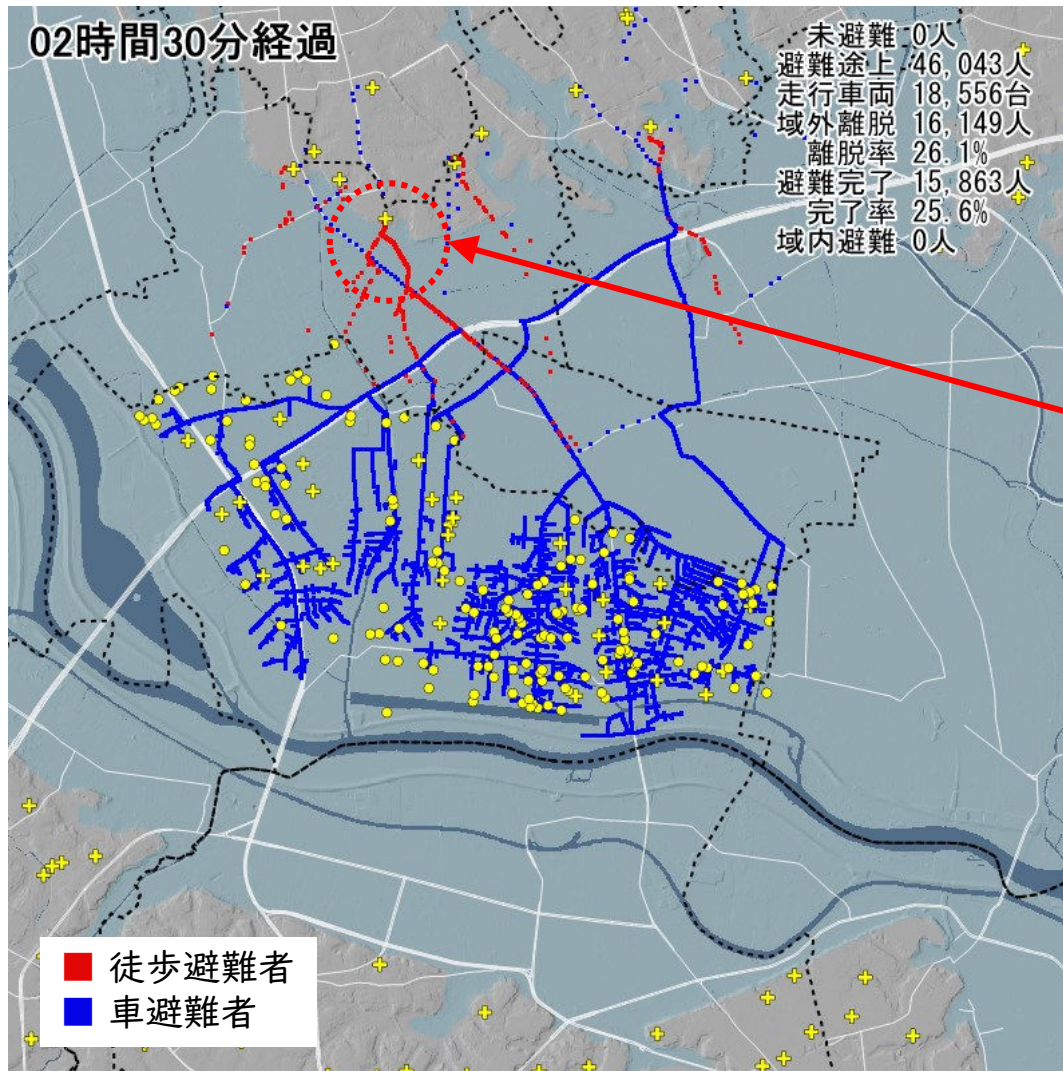 02時間30分経過
未避難 0人
避難途上 46,043人
走行車両 18,556台
域外離脱 16,149人
離脱率 26.1%
避難完了 15,863人
完了率 25.6%
域内避難 0人
徒歩避難者
車避難者